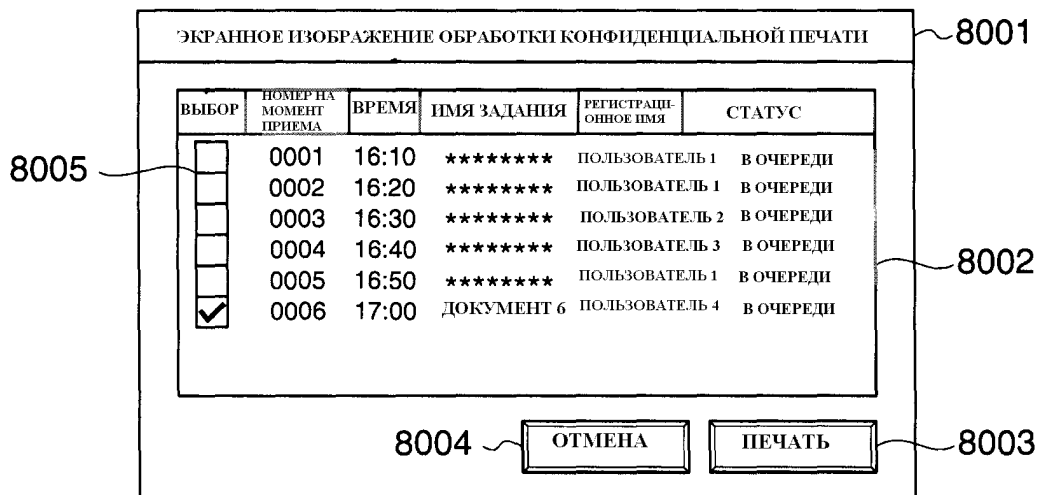 ЭКРАННОЕ ИЗОБРАЖЕНИЕ ОБРАБОТКИ КОНФИДЕНЦИАЛЬНОЙ ПЕЧАТИ 8001
ВЫБОР НОМЕР НА МОМЕНТ ПРИЕМА ВРЕМЯ ИМЯ ЗАДАНИЯ РЕГИСТРАЦИ- ОННОЕ ИМЯ СТАТУС
0001 16:10 ******** ПОЛЬЗОВАТЕЛЬ 1 В ОЧЕРЕДИ
8005
0002 16:20 ******** ПОЛЬЗОВАТЕЛЬ 1 В ОЧЕРЕДИ
0003 16:30 ******** ПОЛЬЗОВАТЕЛЬ 2 В ОЧЕРЕДИ
0004 16:40 ******** ПОЛЬЗОВАТЕЛЬ 3 В ОЧЕРЕДИ
8002
0005 16:50 ******** ПОЛЬЗОВАТЕЛЬ 1 В ОЧЕРЕДИ
0006 17:00 ДОКУМЕНТ 6 ПОЛЬЗОВАТЕЛЬ 4 В ОЧЕРЕДИ
8004 ОТМЕНА ПЕЧАТЬ 8003